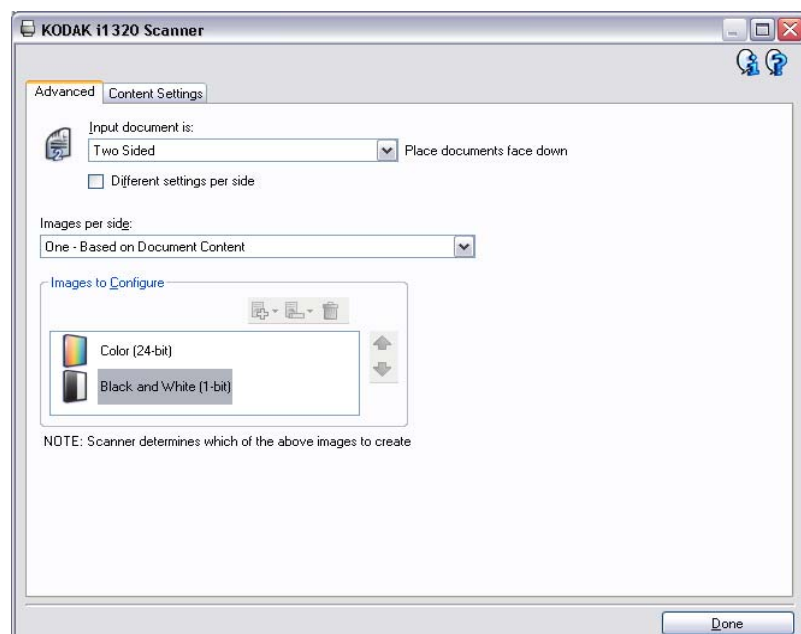 KODAK i1320 Scanner
Advanced
Content Settings
Input document is:
Two Sided
Place documents face down
Different settings per side
Images per side:
One - Based on Document Content
Images to Configure
Color (24-bit)
Black and White (1-bit)
NOTE: Scanner determines which of the above images to create
Done